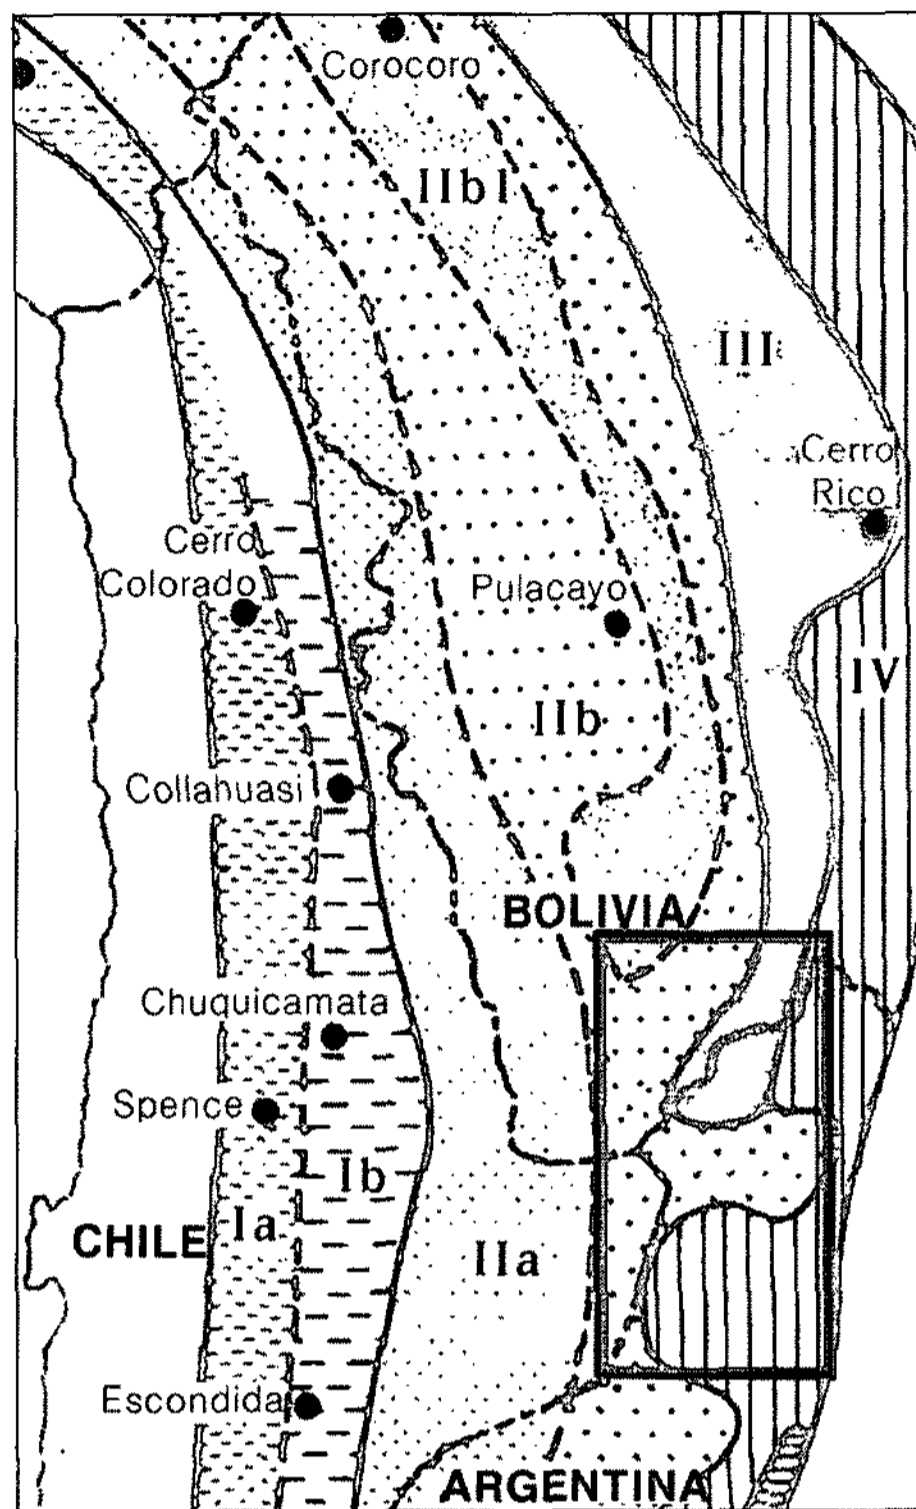 Corocoro
IIb1
III
Cerro
Rico
Cerro
Colorado
Pulacayo
IV
IIb
Collahuasi
BOLIVIA
Chuquicamata
Spence
Ib
Ia
CHILE
IIa
Escondida
ARGENTINA